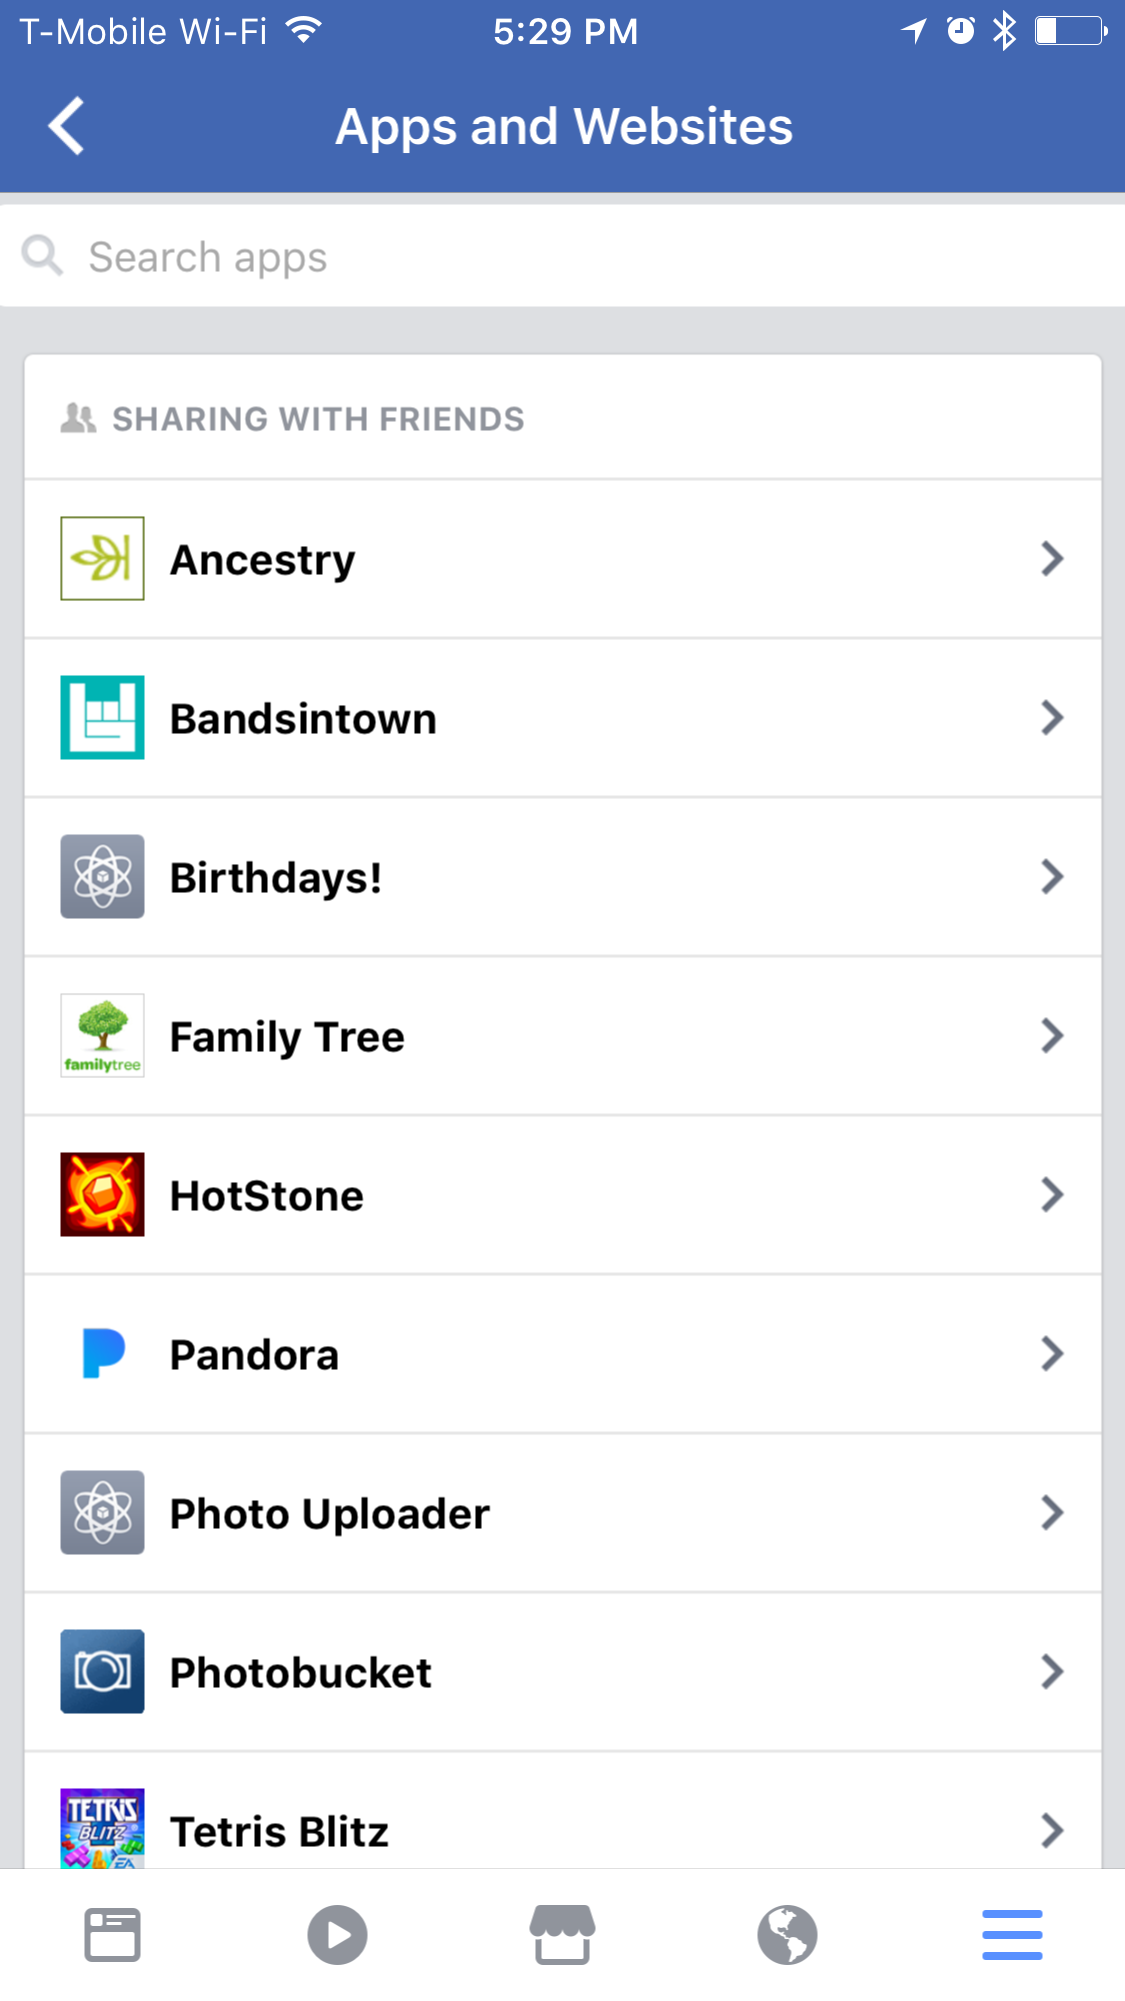 T-Mobile Wi-Fi 5:29 PM
Apps and Websites
Search apps
SHARING WITH FRIENDS
Ancestry
Bandsintown
Birthdays!
familytree
Family Tree
HotStone
Pandora
Photo Uploader
Photobucket
TETRIS
BLITZ
EA
Tetris Blitz